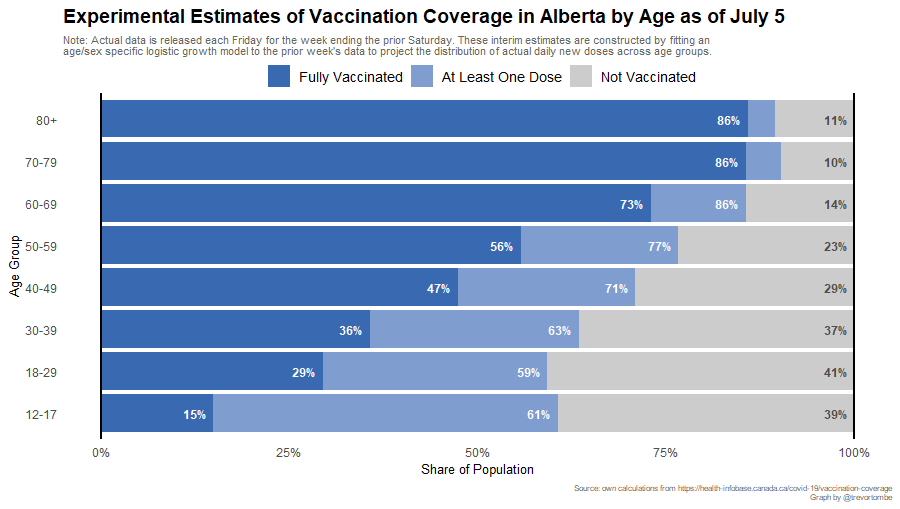 Experimental Estimates of Vaccination Coverage in Alberta by Age as of July 5
Note: Actual data is released each Friday for the week ending the prior Saturday. These interim estimates are constructed by fitting an
age/sex specific logistic growth model to the prior week's data to project the distribution of actual daily new doses across age groups.
Fully Vaccinated At Least One Dose Not Vaccinated
80+ 86% 11%
70-79 86% 10%
60-69 73% 86% 14%
50-59 56% 77% 23%
40-49 47% 71% 29%
30-39 36% 63% 37%
18-29 29% 59% 41%
12-17 15% 61% 39%
Age Group
0% 25% 50% 75% 100%
Share of Population
Source: own calculations from https://health-infobase.canada.ca/covid-19/vaccination-coverage
Graph by @trevortombe